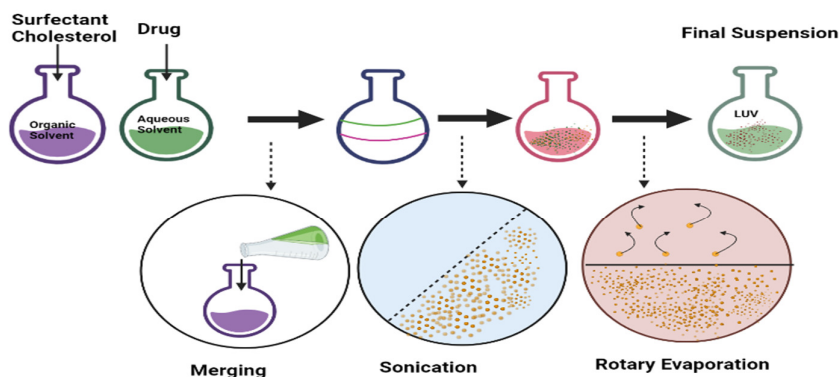 Surfactant
Cholesterol
Drug
Final Suspension
Organic
Solvent
Aqueous
Solvent
LUV
Merging
Sonication
Rotary Evaporation